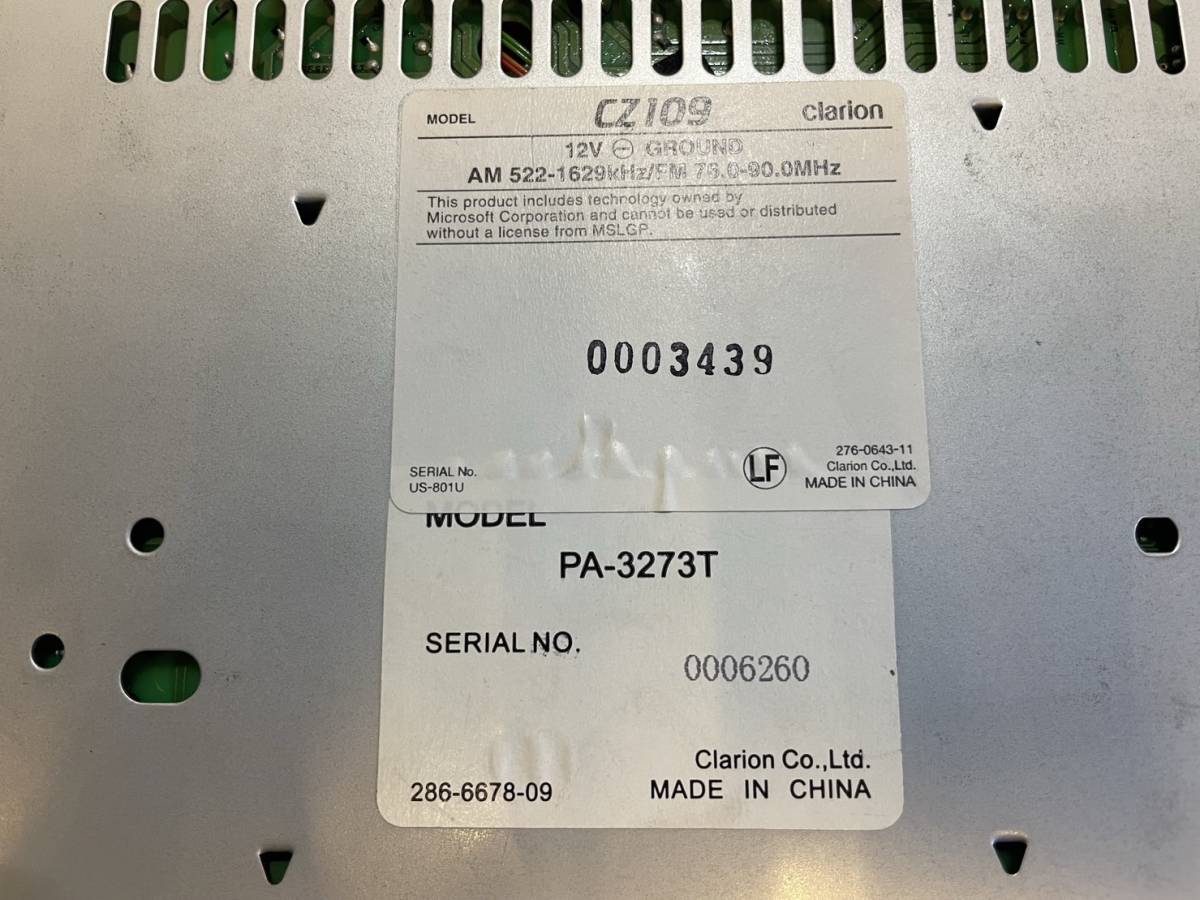 MODEL CZ109 clarion
12V ⊖ GROUND
AM 522-1629kHz/FM 76.0-90.0MHz
This product includes technology owned by
Microsoft Corporation and cannot be used or distributed
without a license from MSLGP.
0003439
276-0643-11
SERIAL No. LF Clarion Co.,Ltd.
US-801U MADE IN CHINA
MODEL
PA-3273T
SERIAL NO.
0006260
Clarion Co.,Ltd.
286-6678-09 MADE IN CHINA